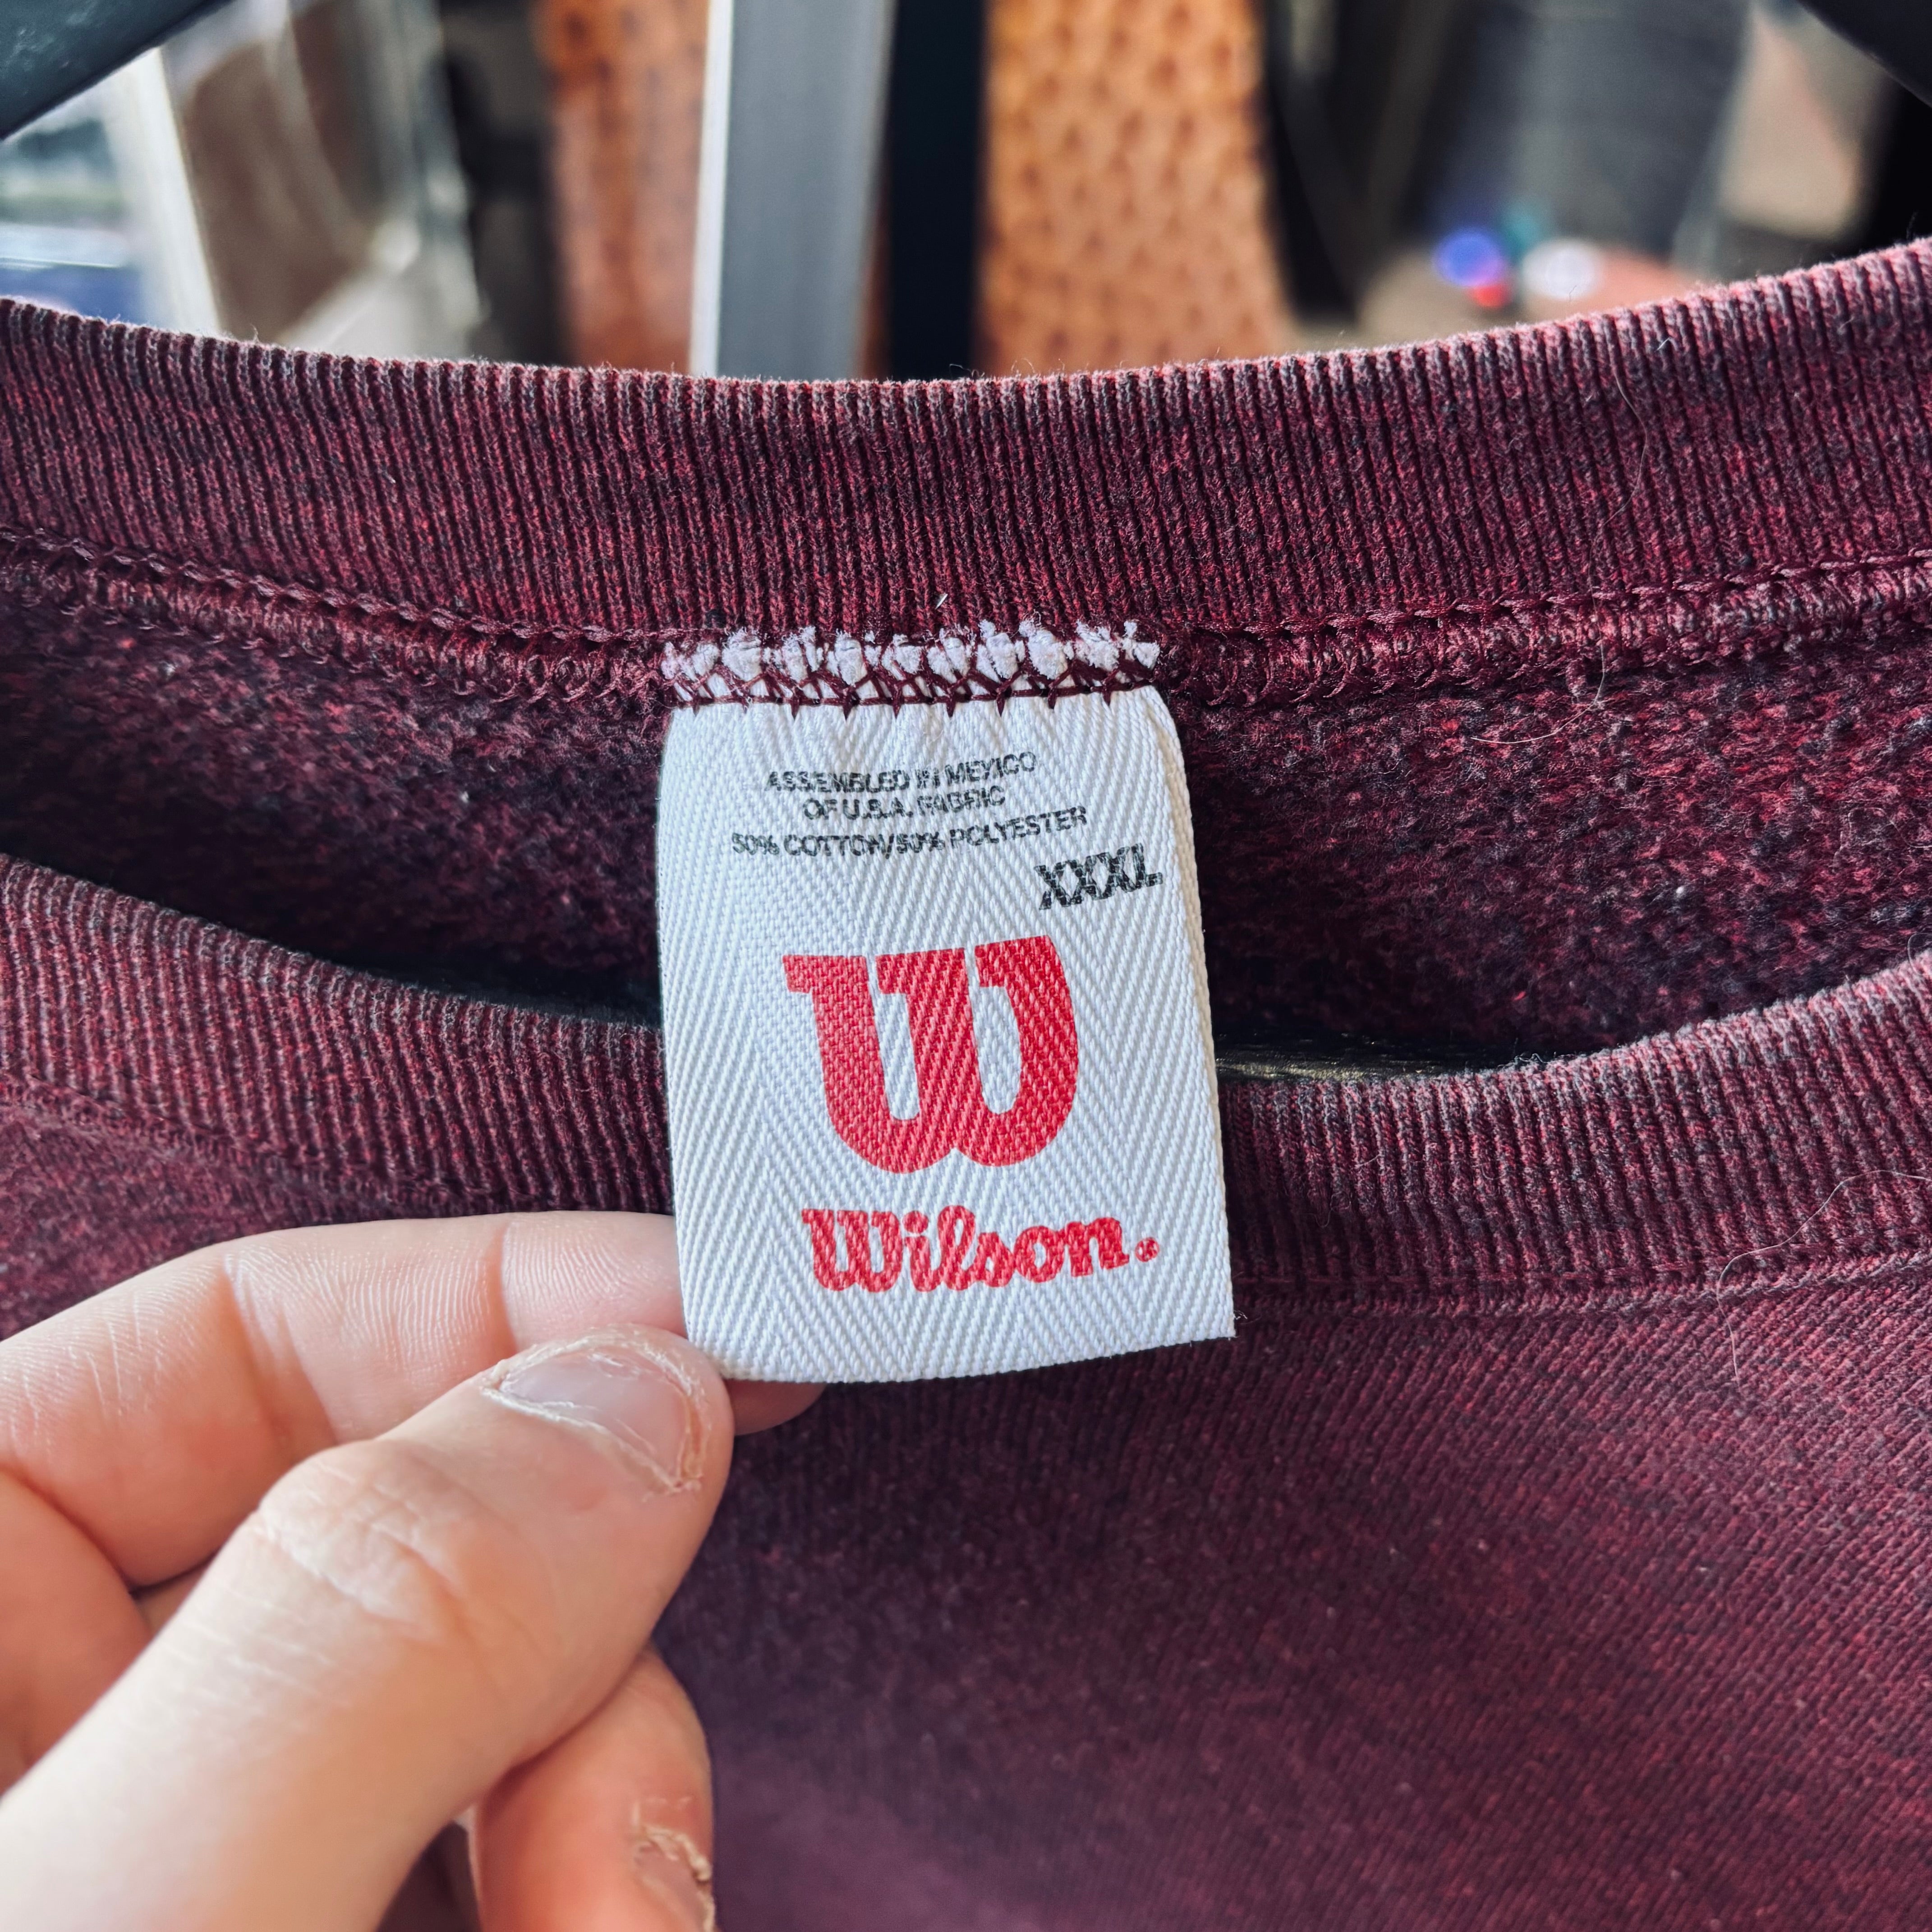 ASSEMBLED IN MEXICO
OF U.S.A. FABRIC
50% COTTON/50% POLYESTER
XXXL
W
Wilson.